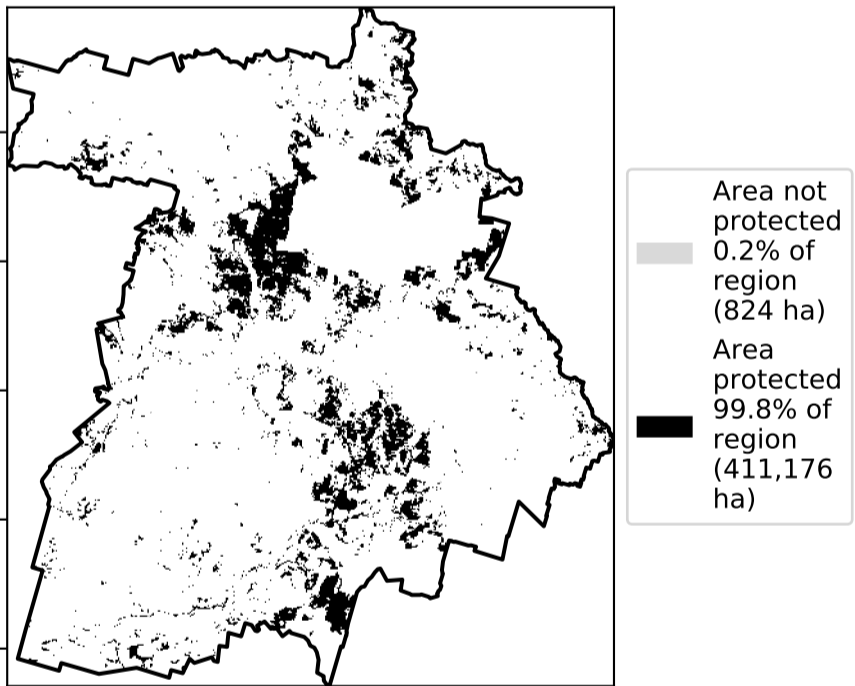 Area not
protected
0.2% of
region
(824 ha)
Area
protected
99.8% of
region
(411,176
ha)